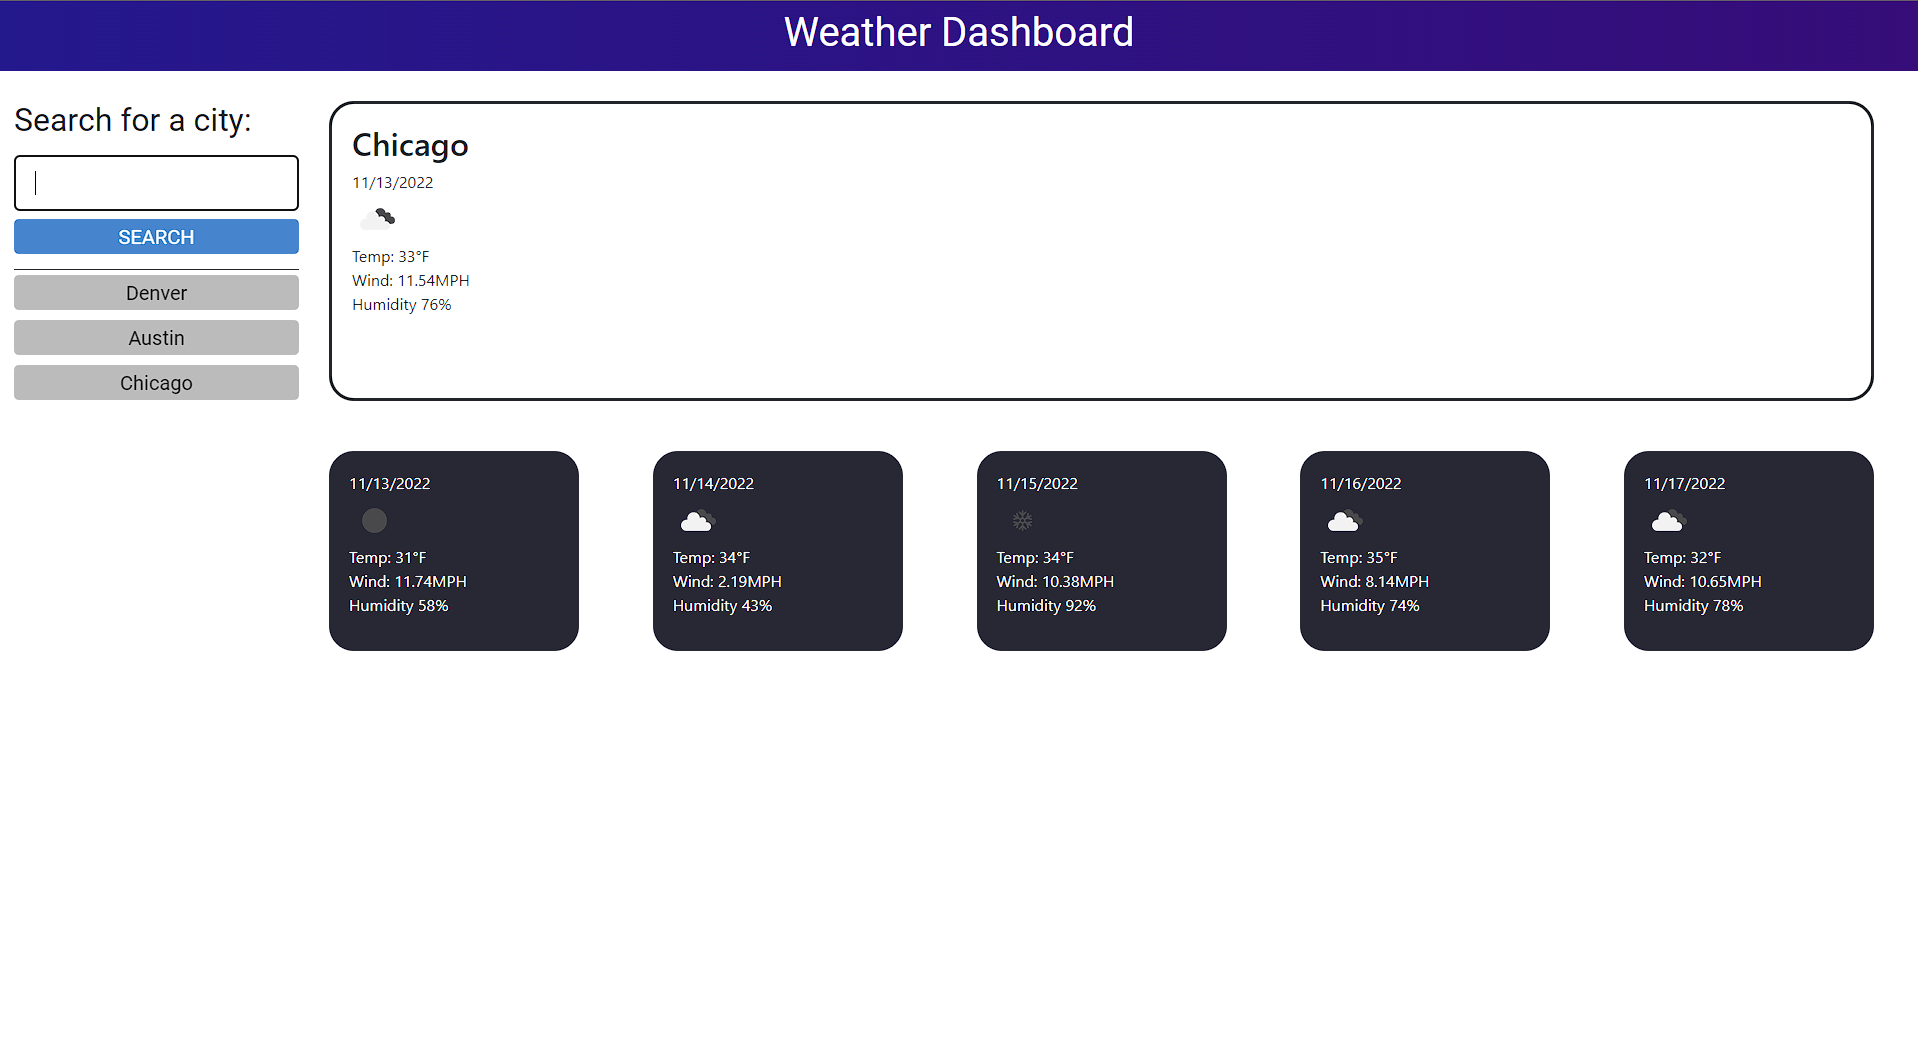 Weather Dashboard
Search for a city:
SEARCH
Denver
Austin
Chicago
Chicago
11/13/2022
Temp: 33°F
Wind: 11.54MPH
Humidity 76%
11/13/2022
Temp: 31°F
Wind: 11.74MPH
Humidity 58%
11/14/2022
Temp: 34°F
Wind: 2.19MPH
Humidity 43%
11/15/2022
Temp: 34°F
Wind: 10.38MPH
Humidity 92%
11/16/2022
Temp: 35°F
Wind: 8.14MPH
Humidity 74%
11/17/2022
Temp: 32°F
Wind: 10.65MPH
Humidity 78%